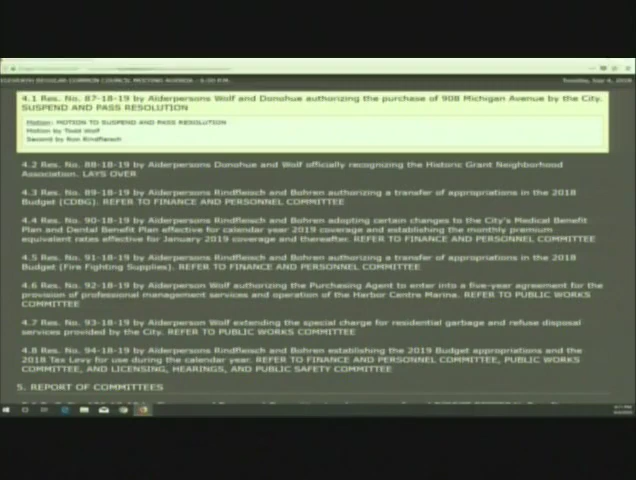 ELEVENTH REGULAR COMMON COUNCIL MEETING AGENDA - 6:00 P.M.
Tuesday, Sep 4, 2018
4.1 Res. No. 87-18-19 by Alderpersons Wolf and Donohue authorizing the purchase of 908 Michigan Avenue by the City.
SUSPEND AND PASS RESOLUTION
Motion: MOTION TO SUSPEND AND PASS RESOLUTION
Motion by Todd Wolf
Second by Ron Rindfleisch
4.2 Res. No. 88-18-19 by Alderpersons Donohue and Wolf officially recognizing the Historic Grant Neighborhood
Association. LAYS OVER
4.3 Res. No. 89-18-19 by Alderpersons Rindfleisch and Bohren authorizing a transfer of appropriations in the 2018
Budget (CDBG). REFER TO FINANCE AND PERSONNEL COMMITTEE
4.4 Res. No. 90-18-19 by Alderpersons Rindfleisch and Bohren adopting certain changes to the City's Medical Benefit
Plan and Dental Benefit Plan effective for calendar year 2019 coverage and establishing the monthly premium
equivalent rates effective for January 2019 coverage and thereafter. REFER TO FINANCE AND PERSONNEL COMMITTEE
4.5 Res. No. 91-18-19 by Alderpersons Rindfleisch and Bohren authorizing a transfer of appropriations in the 2018
Budget (Fire Fighting Supplies). REFER TO FINANCE AND PERSONNEL COMMITTEE
4.6 Res. No. 92-18-19 by Alderperson Wolf authorizing the Purchasing Agent to enter into a five-year agreement for the
provision of professional management services and operation of the Harbor Centre Marina. REFER TO PUBLIC WORKS
COMMITTEE
4.7 Res. No. 93-18-19 by Alderperson Wolf extending the special charge for residential garbage and refuse disposal
services provided by the City. REFER TO PUBLIC WORKS COMMITTEE
4.8 Res. No. 94-18-19 by Alderpersons Rindfleisch and Bohren establishing the 2019 Budget appropriations and the
2018 Tax Levy for use during the calendar year. REFER TO FINANCE AND PERSONNEL COMMITTEE, PUBLIC WORKS
COMMITTEE, AND LICENSING, HEARINGS, AND PUBLIC SAFETY COMMITTEE
5. REPORT OF COMMITTEES